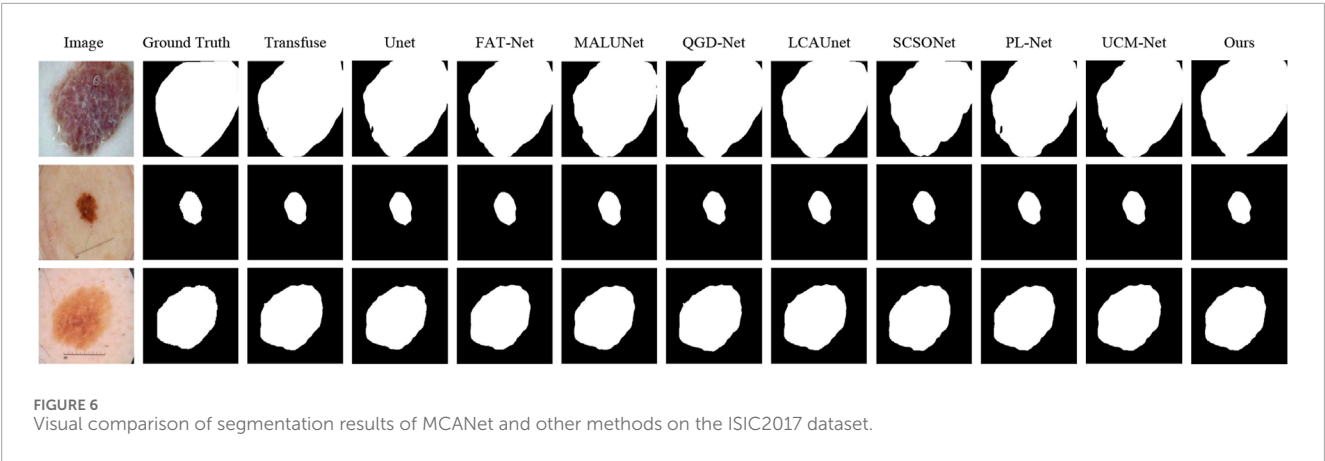 Image Ground Truth Transfuse Unet FAT-Net MALUNet QGD-Net LCAUnet SCSONet PL-Net UCM-Net Ours
FIGURE 6
Visual comparison of segmentation results of MCANet and other methods on the ISIC2017 dataset.